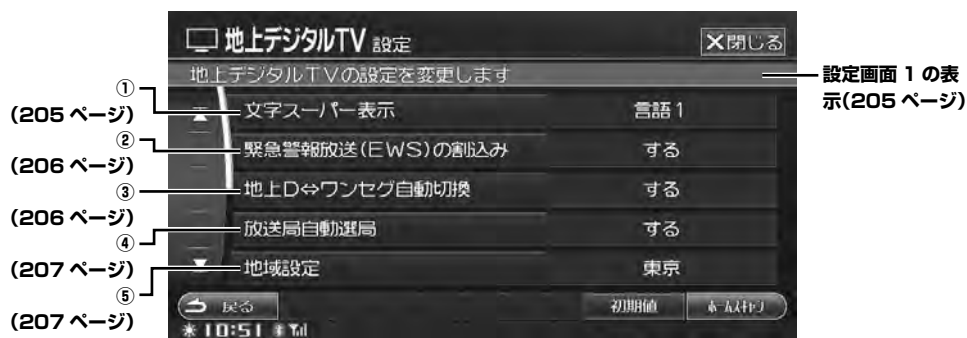 地上デジタルTV 設定
×閉じる
地上デジタルTVの設定を変更します
設定画面 1 の表
示(205 ページ)
①
(205 ページ)
文字スーパー表示 言語1
②
(206 ページ)
緊急警報放送(EWS)の割込み する
③
(206 ページ)
地上D⇔ワンセグ自動切換 する
④
(207 ページ)
放送局自動選局 する
⑤
(207 ページ)
地域設定 東京
戻る
初期値
ホームスキャン
10:51